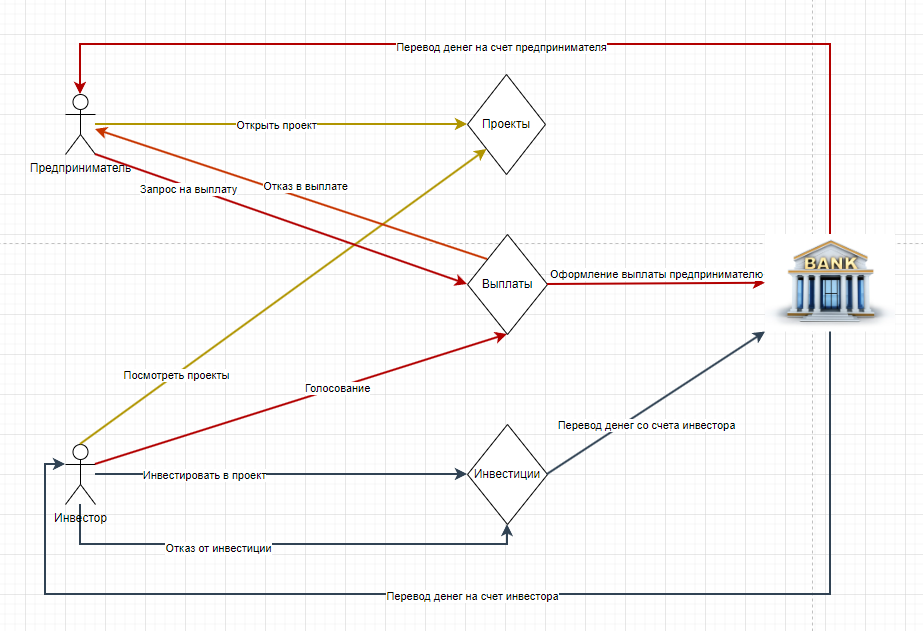 Перевод денег на счет предпринимателя
Открыть проект
Проекты
Предприниматель
Запрос на выплату
Отказ в выплате
Выплаты
Оформление выплаты предпринимателю
BANK
Посмотреть проекты
Голосование
Перевод денег со счета инвестора
Инвестировать в проект
Инвестиции
Инвестор
Отказ от инвестиции
Перевод денег на счет инвестора